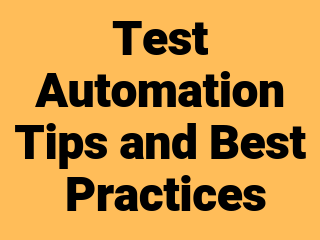 Test
Automation
Tips and Best
Practices